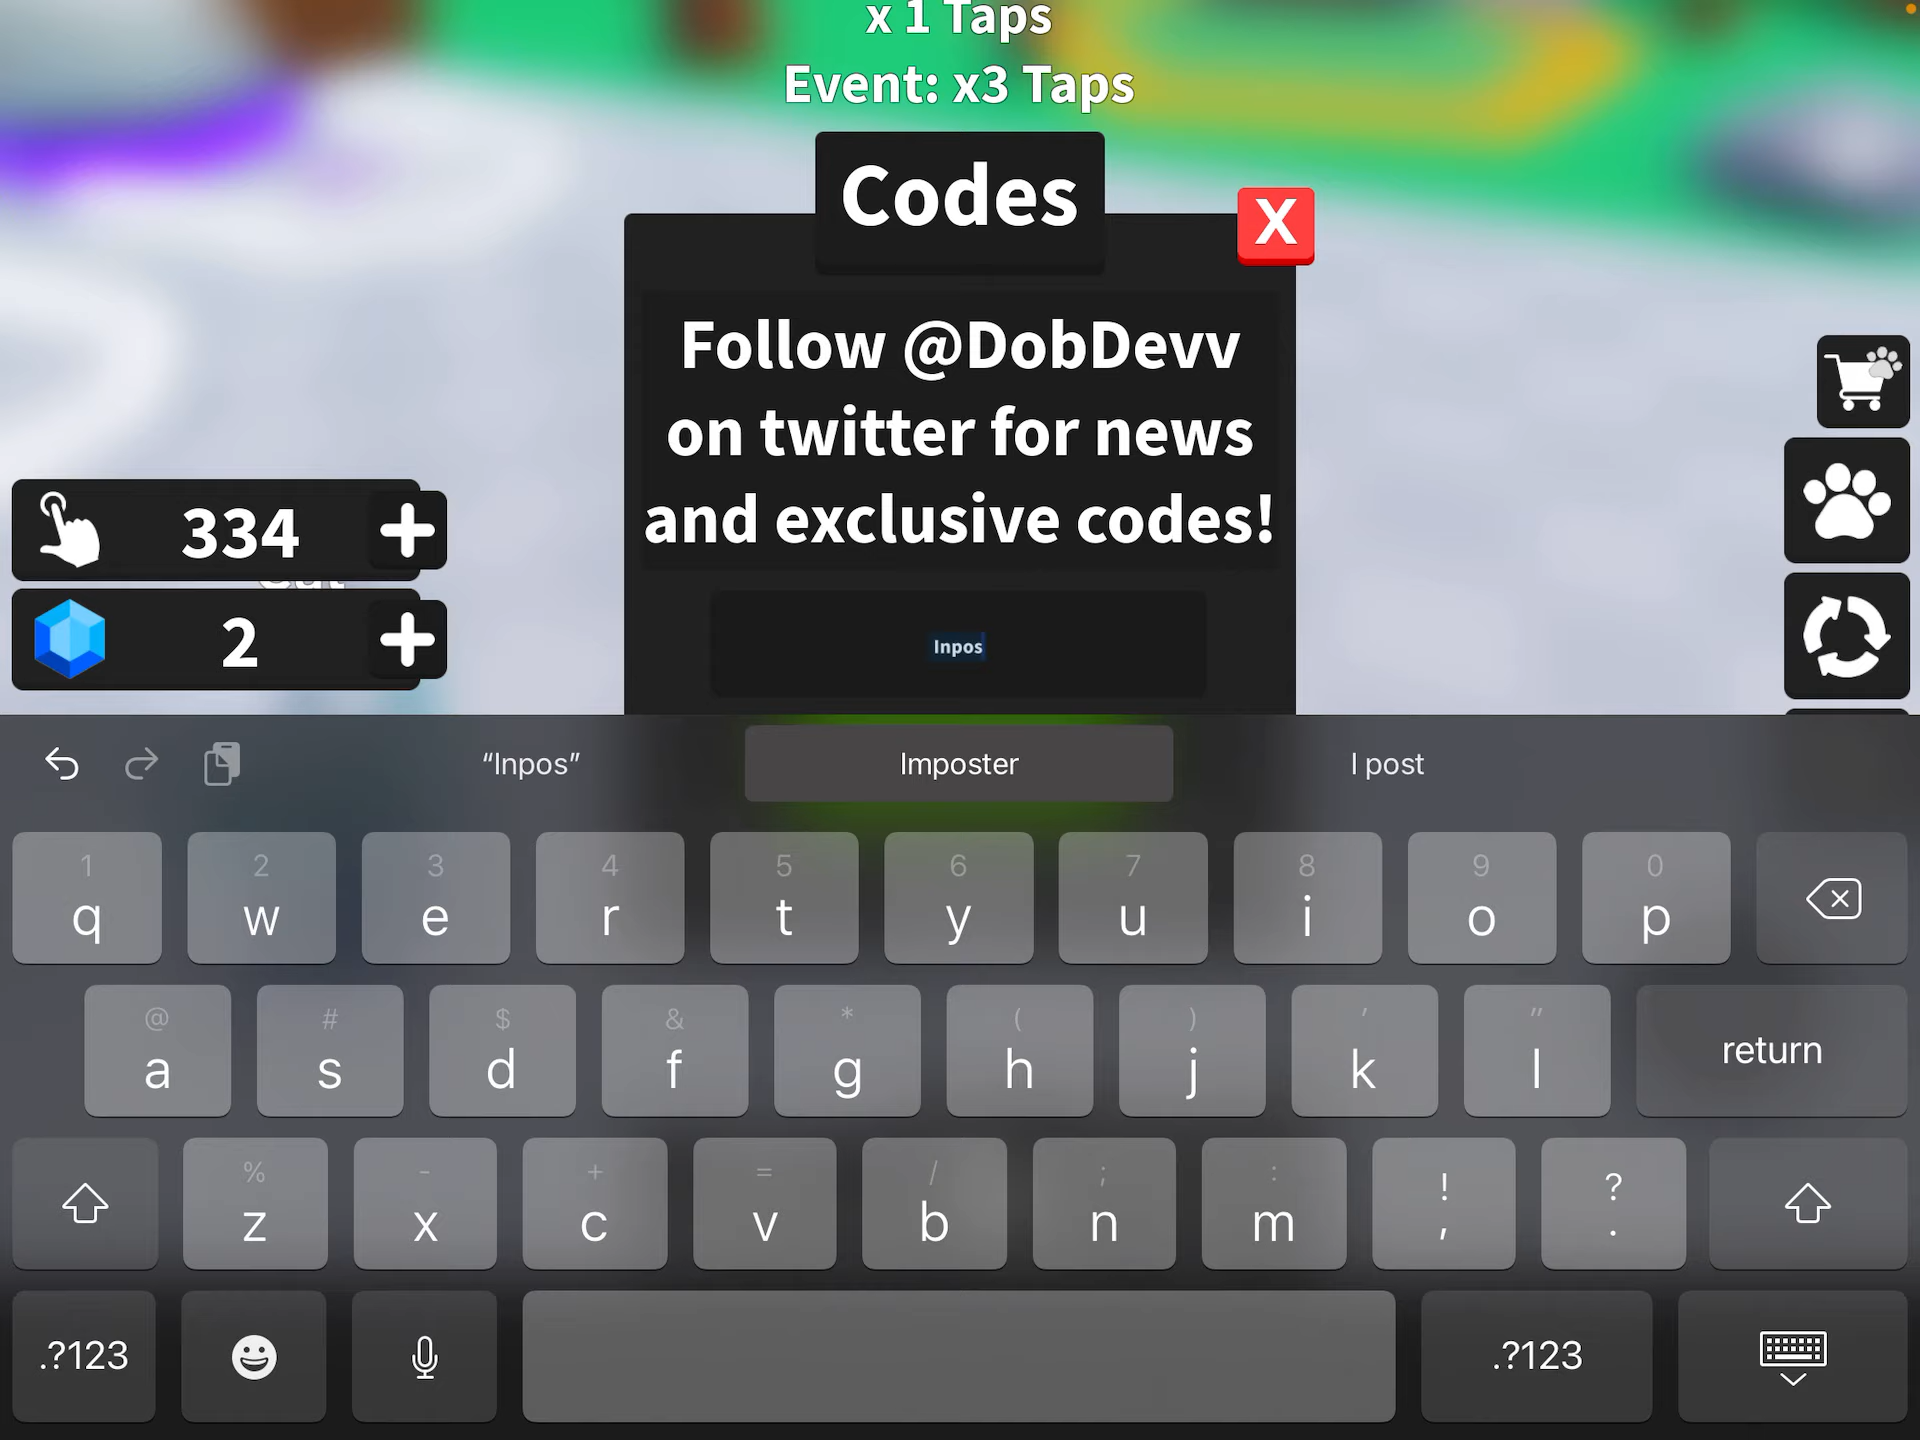 x 1 Taps
Event: x3 Taps
Codes
X
Follow @DobDevv
on twitter for news
and exclusive codes!
334
2
Inpos
“Inpos” Imposter I post
1 2 3 4 5 6 7 8 9 0
q w e r t y u i o p
@ # $ & * ( ) ' "
a s d f g h j k l return
% - + = / ; : ! ?
z x c v b n m , .
.?123 .?123